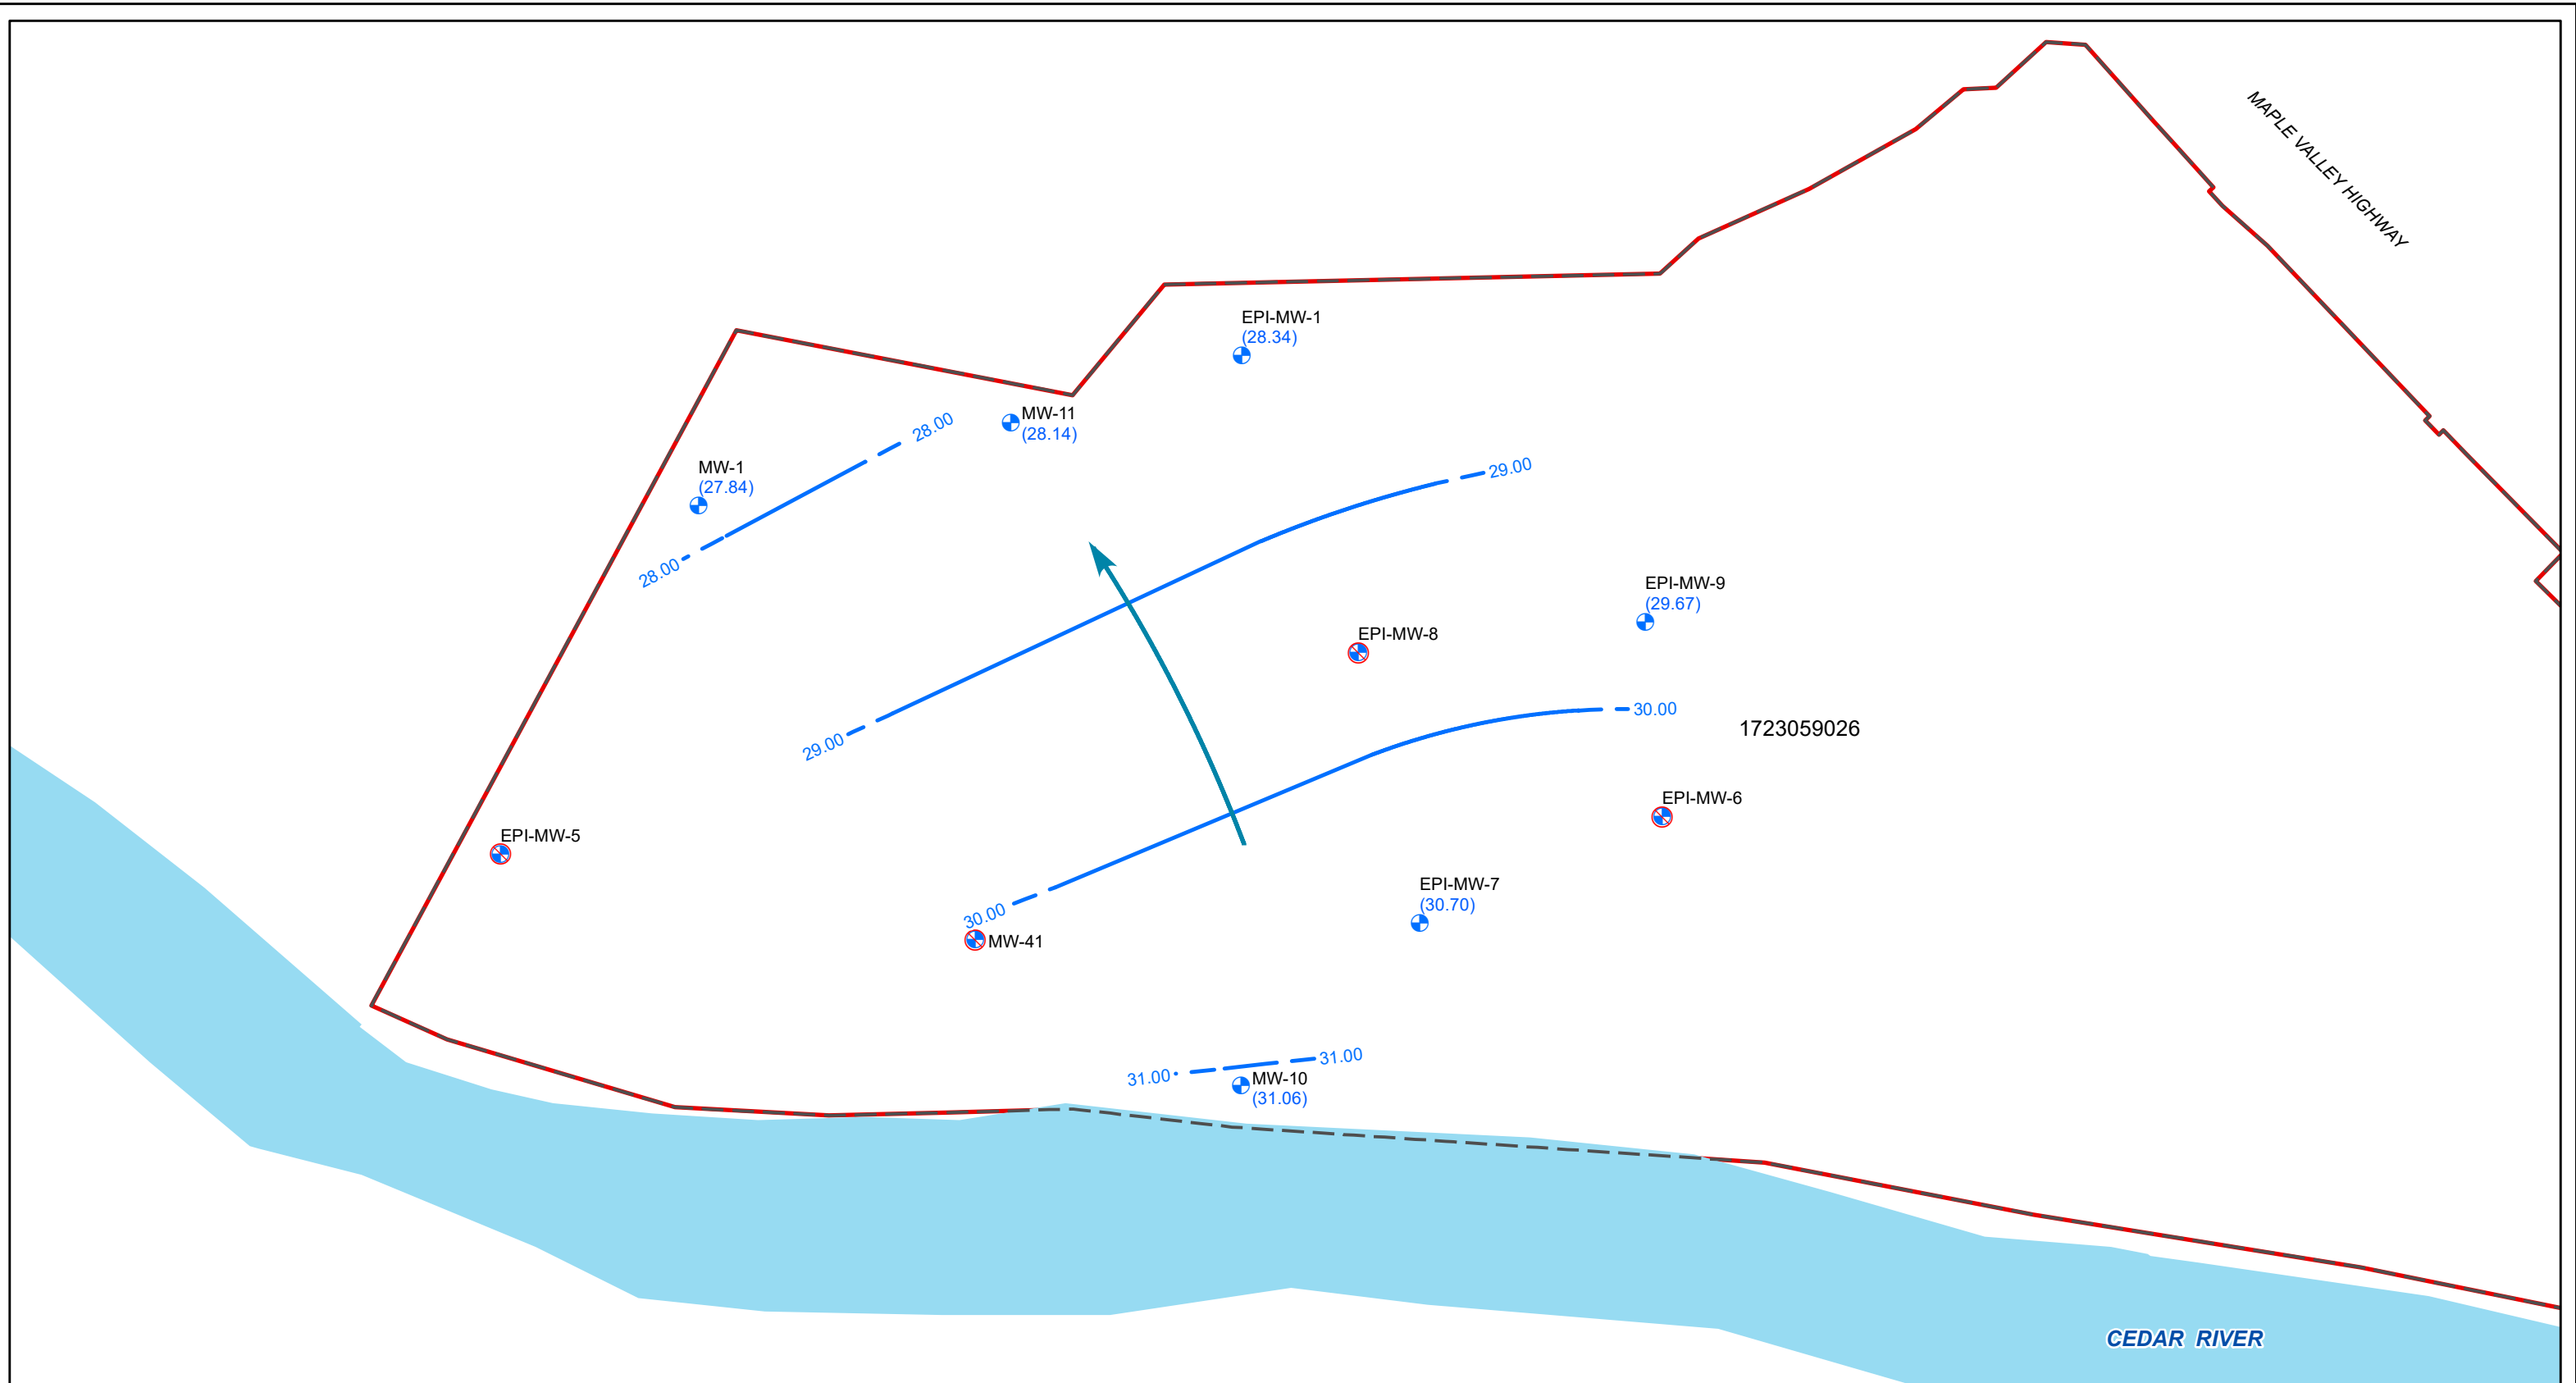 MAPLE VALLEY HIGHWAY
EPI-MW-1
(28.34)
MW-11
(28.14)
28.00
MW-1
(27.84)
28.00
29.00
EPI-MW-9
(29.67)
EPI-MW-8
30.00
1723059026
29.00
EPI-MW-6
EPI-MW-5
EPI-MW-7
(30.70)
30.00
MW-41
31.00
31.00
MW-10
(31.06)
CEDAR RIVER